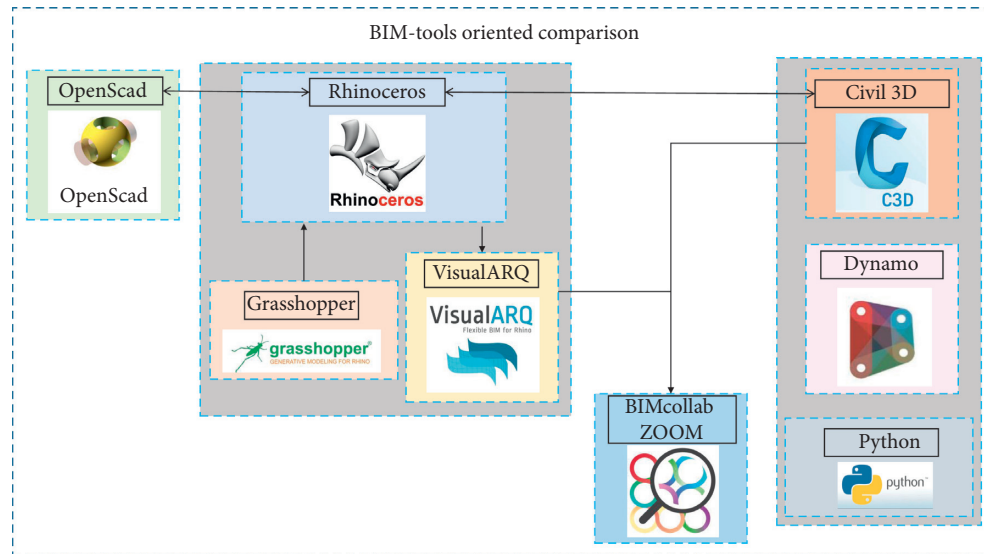 BIM-tools oriented comparison
OpenScad
OpenScad
Rhinoceros
Rhinoceros
Civil 3D
C3D
Grasshopper
grasshopper®
GENERATIVE MODELING FOR RHINO
VisualARQ
VisualARQ
Flexible BIM for Rhino
Dynamo
BIMcollab
ZOOM
Python
python™